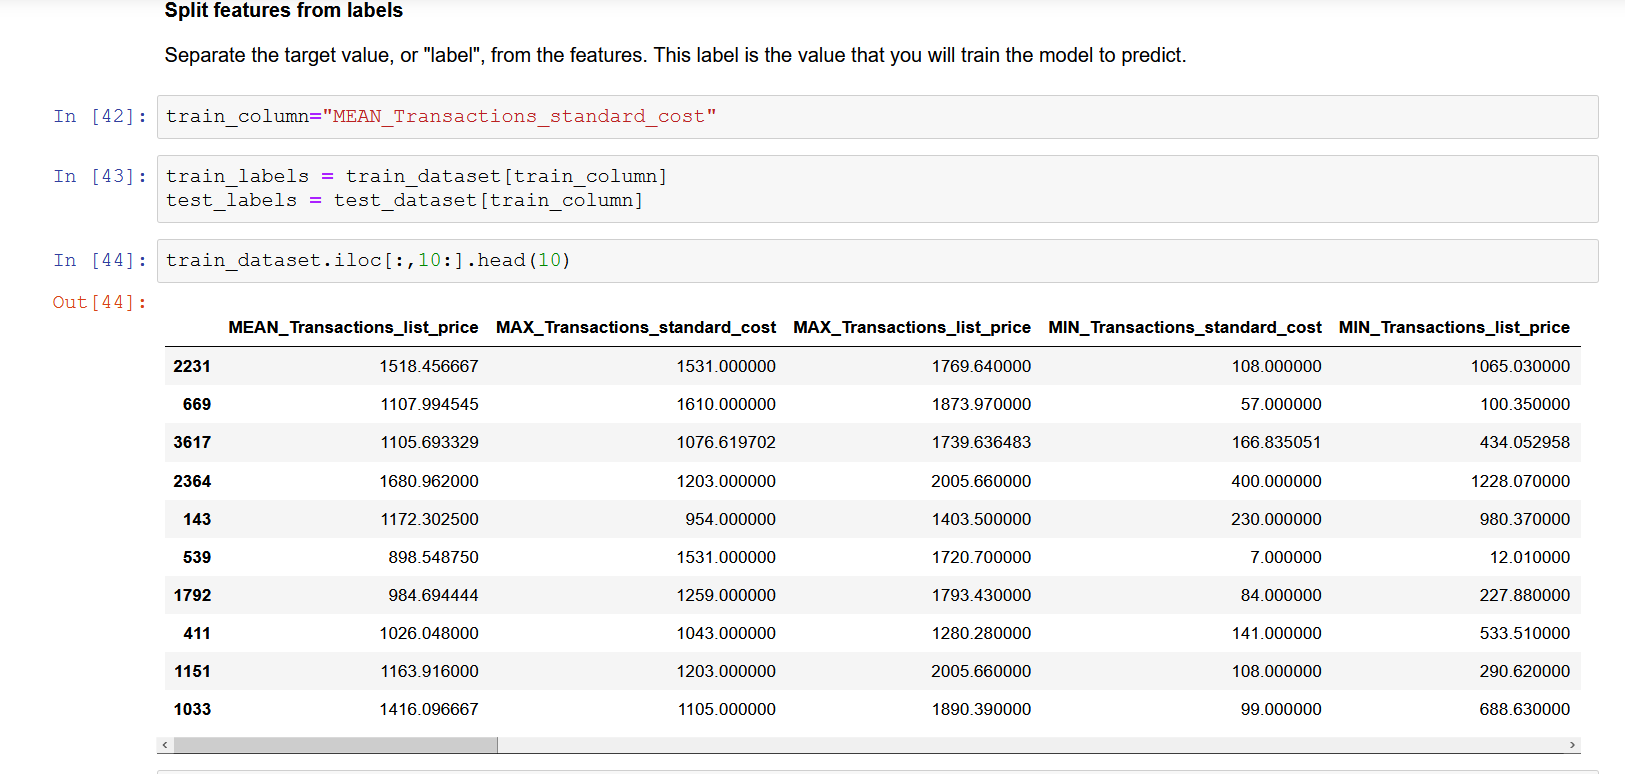 Split features from labels
Separate the target value, or "label", from the features. This label is the value that you will train the model to predict.
In [42]: train_column="MEAN_Transactions_standard_cost"
In [43]: train_labels = train_dataset[train_column]
test_labels = test_dataset[train_column]
In [44]: train_dataset.iloc[:,10:].head(10)
Out[44]:
MEAN_Transactions_list_price MAX_Transactions_standard_cost MAX_Transactions_list_price MIN_Transactions_standard_cost MIN_Transactions_list_price
2231 1518.456667 1531.000000 1769.640000 108.000000 1065.030000
669 1107.994545 1610.000000 1873.970000 57.000000 100.350000
3617 1105.693329 1076.619702 1739.636483 166.835051 434.052958
2364 1680.962000 1203.000000 2005.660000 400.000000 1228.070000
143 1172.302500 954.000000 1403.500000 230.000000 980.370000
539 898.548750 1531.000000 1720.700000 7.000000 12.010000
1792 984.694444 1259.000000 1793.430000 84.000000 227.880000
411 1026.048000 1043.000000 1280.280000 141.000000 533.510000
1151 1163.916000 1203.000000 2005.660000 108.000000 290.620000
1033 1416.096667 1105.000000 1890.390000 99.000000 688.630000